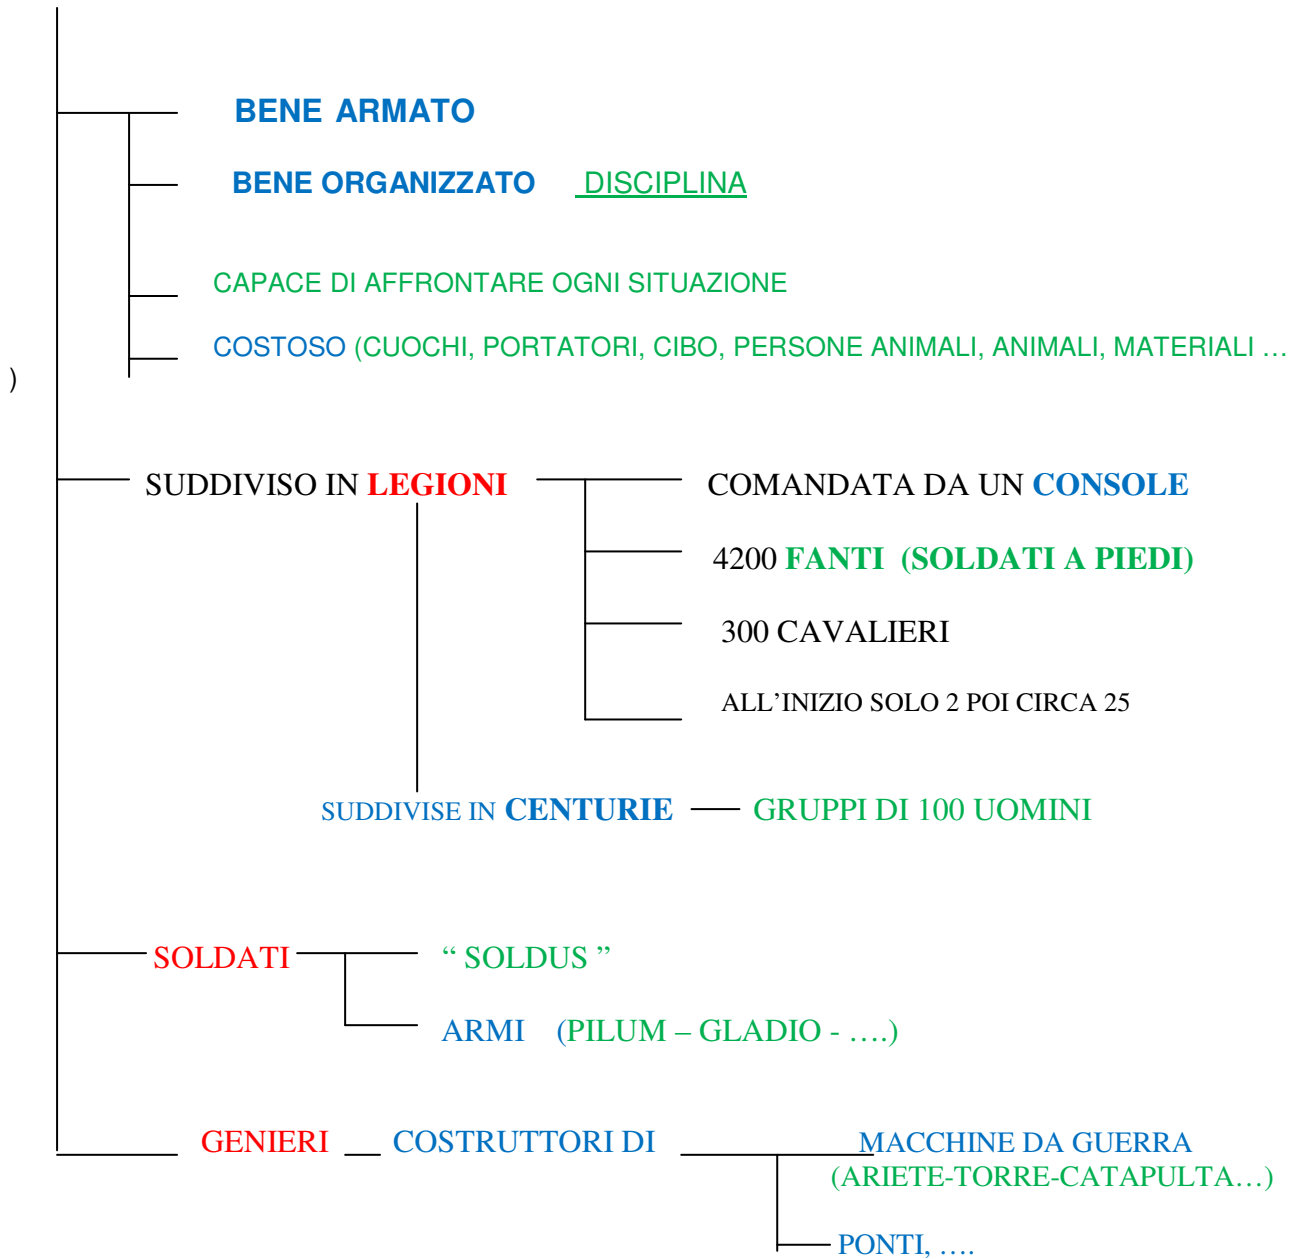 BENE ARMATO
BENE ORGANIZZATO DISCIPLINA
CAPACE DI AFFRONTARE OGNI SITUAZIONE
COSTOSO (CUOCHI, PORTATORI, CIBO, PERSONE ANIMALI, ANIMALI, MATERIALI …
)
SUDDIVISO IN LEGIONI
COMANDATA DA UN CONSOLE
4200 FANTI (SOLDATI A PIEDI)
300 CAVALIERI
ALL’INIZIO SOLO 2 POI CIRCA 25
SUDDIVISE IN CENTURIE
GRUPPI DI 100 UOMINI
SOLDATI
“ SOLDUS ”
ARMI (PILUM – GLADIO - ….)
GENIERI
COSTRUTTORI DI
MACCHINE DA GUERRA
(ARIETE-TORRE-CATAPULTA…)
PONTI, ….